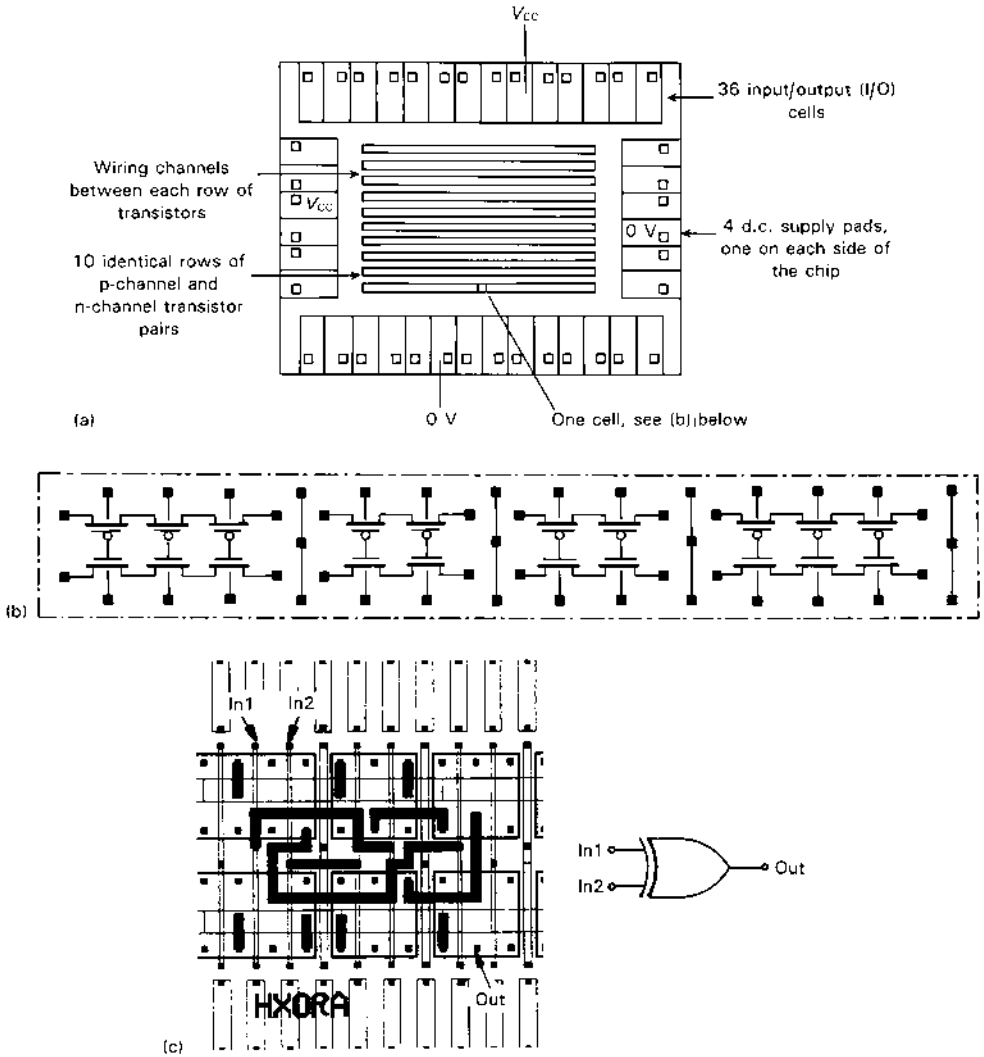 V_CC
36 input/output (I/O)
cells
Wiring channels
between each row of
transistors
V_CC
0 V
4 d.c. supply pads,
one on each side of
the chip
10 identical rows of
p-channel and
n-channel transistor
pairs
(a)
0 V
One cell, see (b) below
(b)
In1
In2
In1
Out
In2
Out
HXORA
(c)